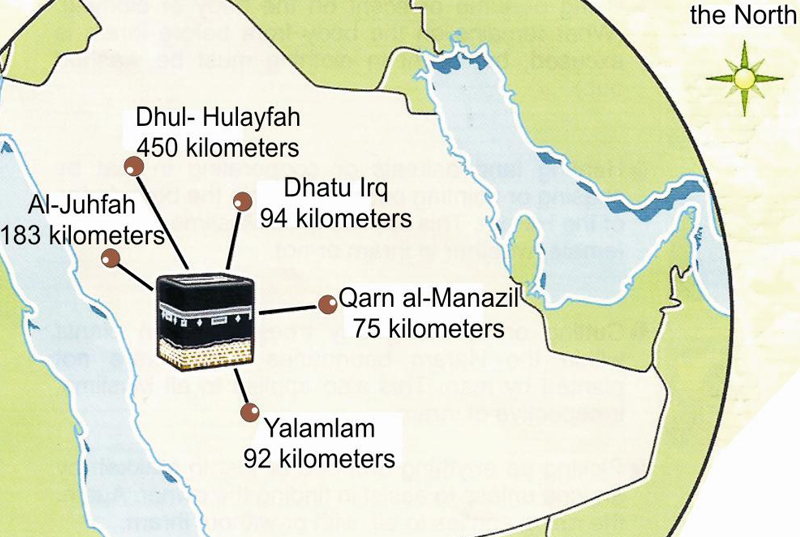 the North
Dhul- Hulayfah
450 kilometers
Dhatu Irq
94 kilometers
Al-Juhfah
183 kilometers
Qarn al-Manazil
75 kilometers
Yalamlam
92 kilometers